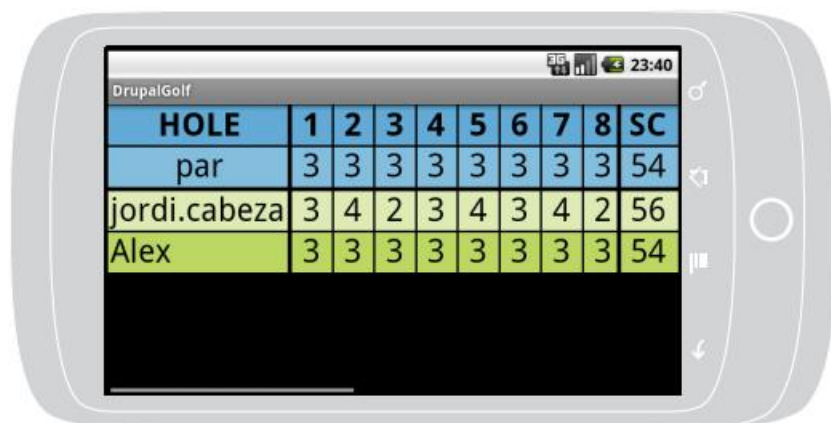 3G 23:40
DrupalGolf
HOLE 1 2 3 4 5 6 7 8 SC
par 3 3 3 3 3 3 3 3 54
jordi.cabeza 3 4 2 3 4 3 4 2 56
Alex 3 3 3 3 3 3 3 3 54